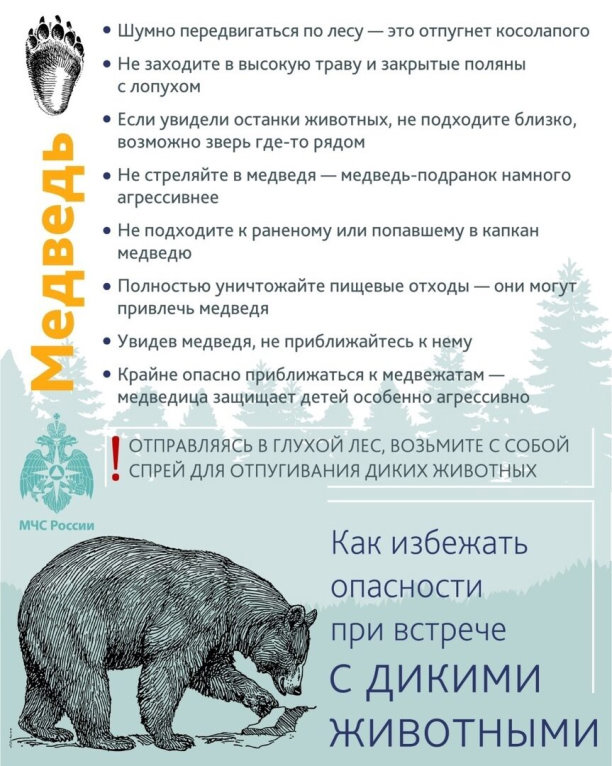 Медведь
• Шумно передвигаться по лесу — это отпугнет косолапого
• Не заходите в высокую траву и закрытые поляны
с лопухом
• Если увидели останки животных, не подходите близко,
возможно зверь где-то рядом
• Не стреляйте в медведя — медведь-подранок намного
агрессивнее
• Не подходите к раненому или попавшему в капкан
медведю
• Полностью уничтожайте пищевые отходы — они могут
привлечь медведя
• Увидев медведя, не приближайтесь к нему
• Крайне опасно приближаться к медвежатам —
медведица защищает детей особенно агрессивно
! ОТПРАВЛЯЯСЬ В ГЛУХОЙ ЛЕС, ВОЗЬМИТЕ С СОБОЙ
СПРЕЙ ДЛЯ ОТПУГИВАНИЯ ДИКИХ ЖИВОТНЫХ
МЧС России
Как избежать
опасности
при встрече
С ДИКИМИ
ЖИВОТНЫМИ